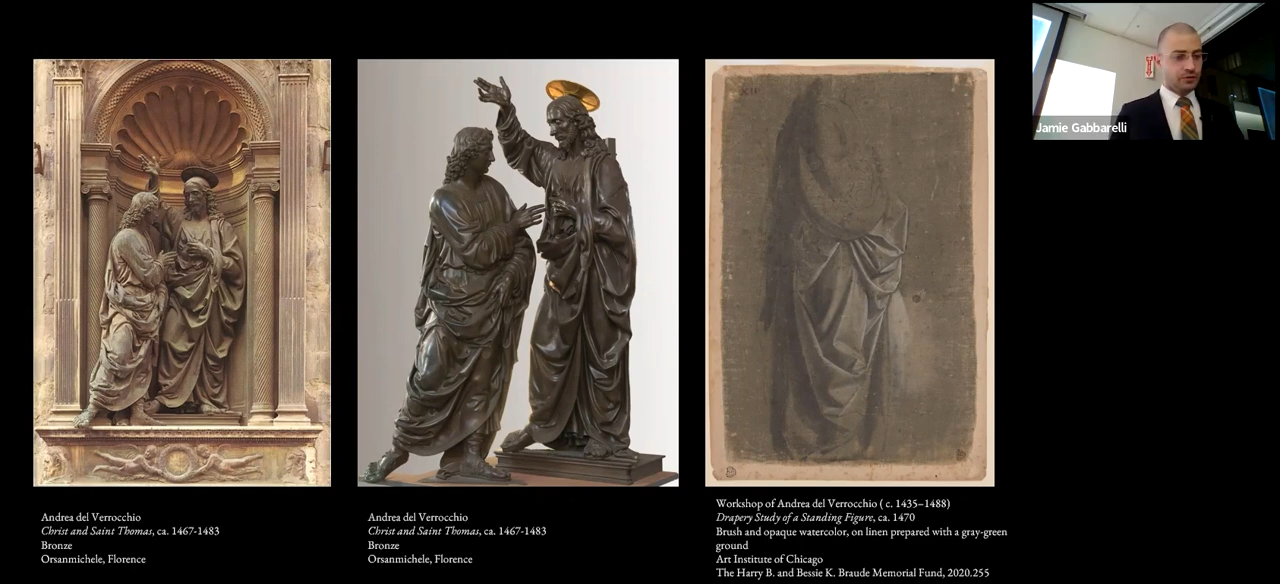 Jamie Gabbarelli
Andrea del Verrocchio
Christ and Saint Thomas, ca. 1467-1483
Bronze
Orsanmichele, Florence
Andrea del Verrocchio
Christ and Saint Thomas, ca. 1467-1483
Bronze
Orsanmichele, Florence
Workshop of Andrea del Verrocchio ( c. 1435–1488)
Drapery Study of a Standing Figure, ca. 1470
Brush and opaque watercolor, on linen prepared with a gray-green
ground
Art Institute of Chicago
The Harry B. and Bessie K. Braude Memorial Fund, 2020.255